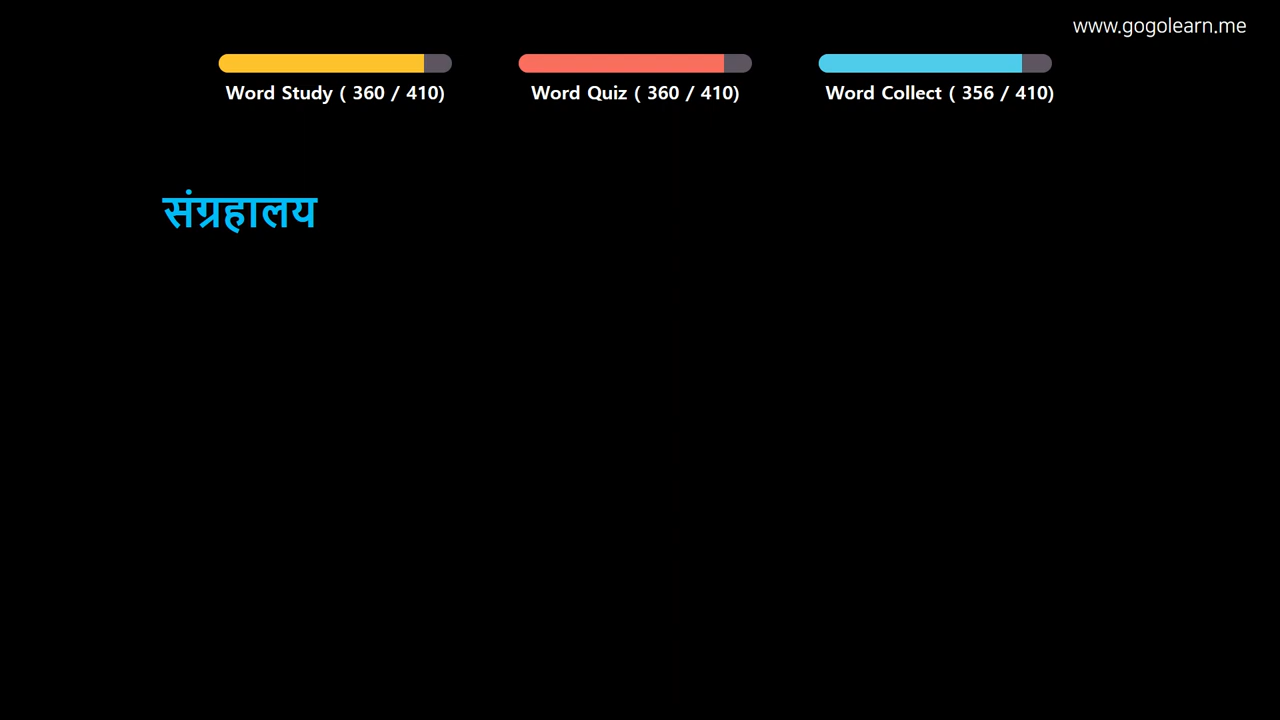 www.gogolearn.me
Word Study ( 360 / 410) Word Quiz ( 360 / 410) Word Collect ( 356 / 410)
संग्रहालय